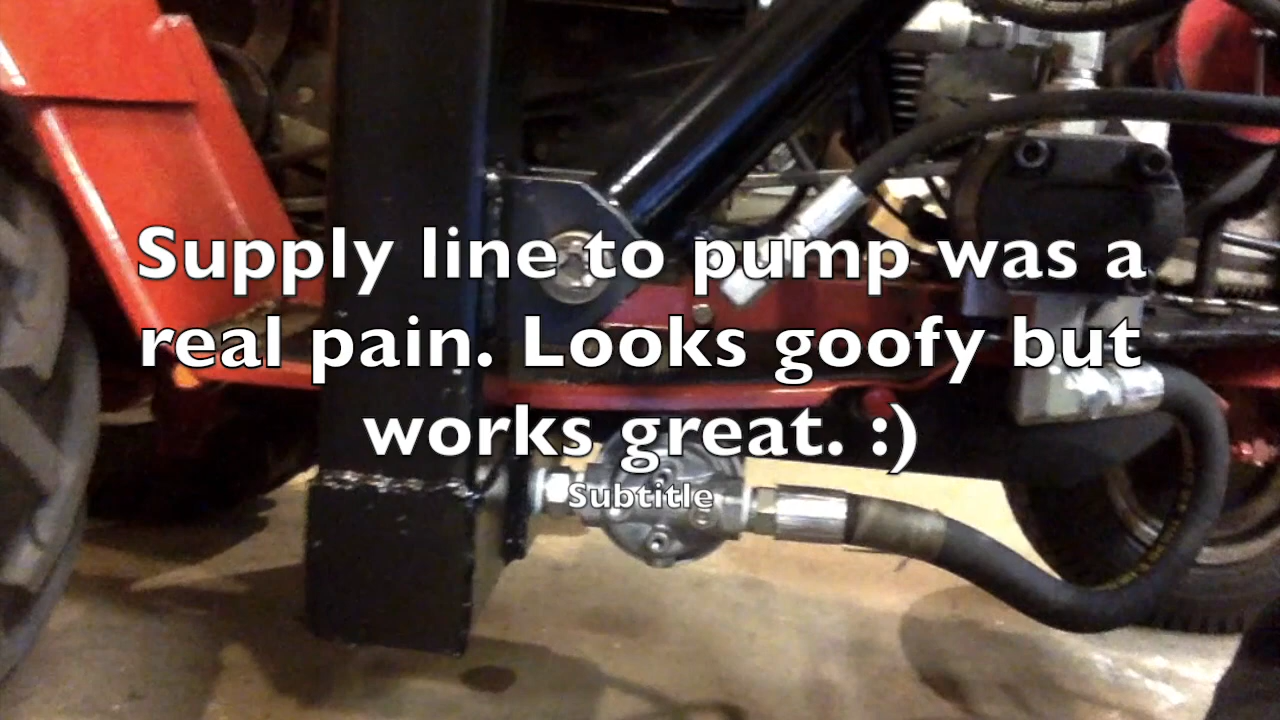 Supply line to pump was a
real pain. Looks goofy but
works great. :)
Subtitle